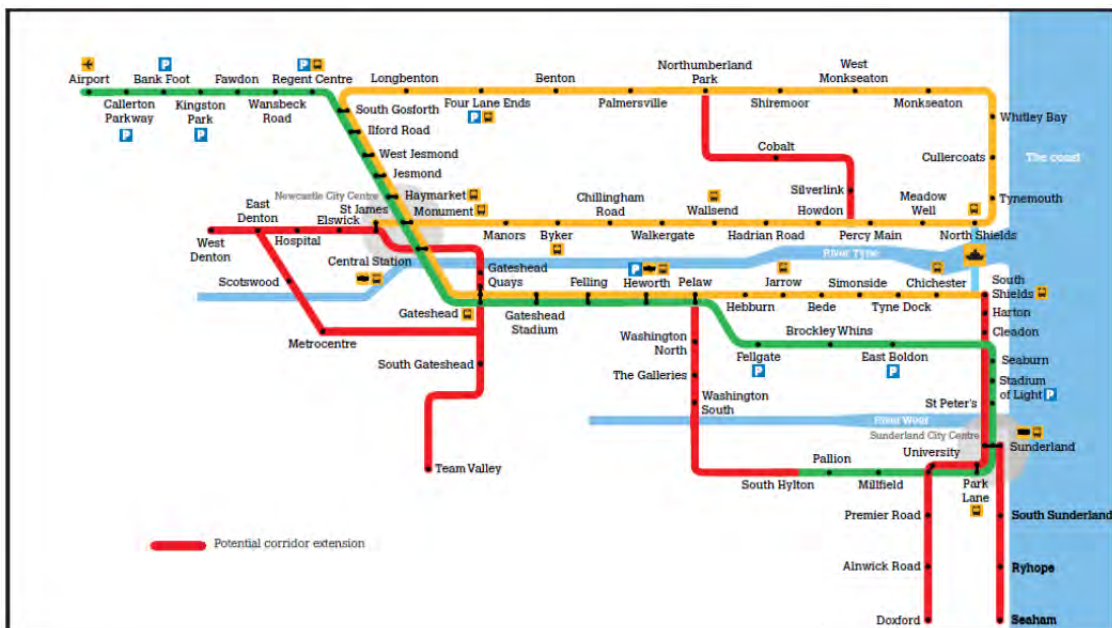 Airport
Bank Foot
Fawdon
Regent Centre
Callerton
Parkway
Kingston
Park
Wansbeck
Road
Longbenton
Benton
Northumberland
Park
West
Monkseaton
South Gosforth
Four Lane Ends
Palmersville
Shiremoor
Monkseaton
Ilford Road
West Jesmond
Jesmond
Whitley Bay
Cobalt
Cullercoats
The coast
Newcastle City Centre
Haymarket
Silverlink
Tynemouth
East
Denton
Elswick
St James
Monument
Chillingham
Road
Wallsend
Howdon
Meadow
Well
West
Denton
Hospital
Manors
Byker
Walkergate
Hadrian Road
Percy Main
North Shields
Central Station
River Tyne
Scotswood
Gateshead
Quays
Felling
Heworth
Pelaw
Jarrow
Simonside
Chichester
South
Shields
Gateshead
Gateshead
Stadium
Hebburn
Bede
Tyne Dock
Harton
Cleadon
Metrocentre
Washington
North
Brockley Whins
South Gateshead
Fellgate
East Boldon
Seaburn
The Galleries
Stadium
of Light
Washington
South
St Peter's
River Wear
Sunderland City Centre
Sunderland
Team Valley
Pallion
University
South Hylton
Millfield
Park
Lane
Premier Road
South Sunderland
Potential corridor extension
Alnwick Road
Ryhope
Doxford
Seaham
P
P
P
P
P
P
P
P
P